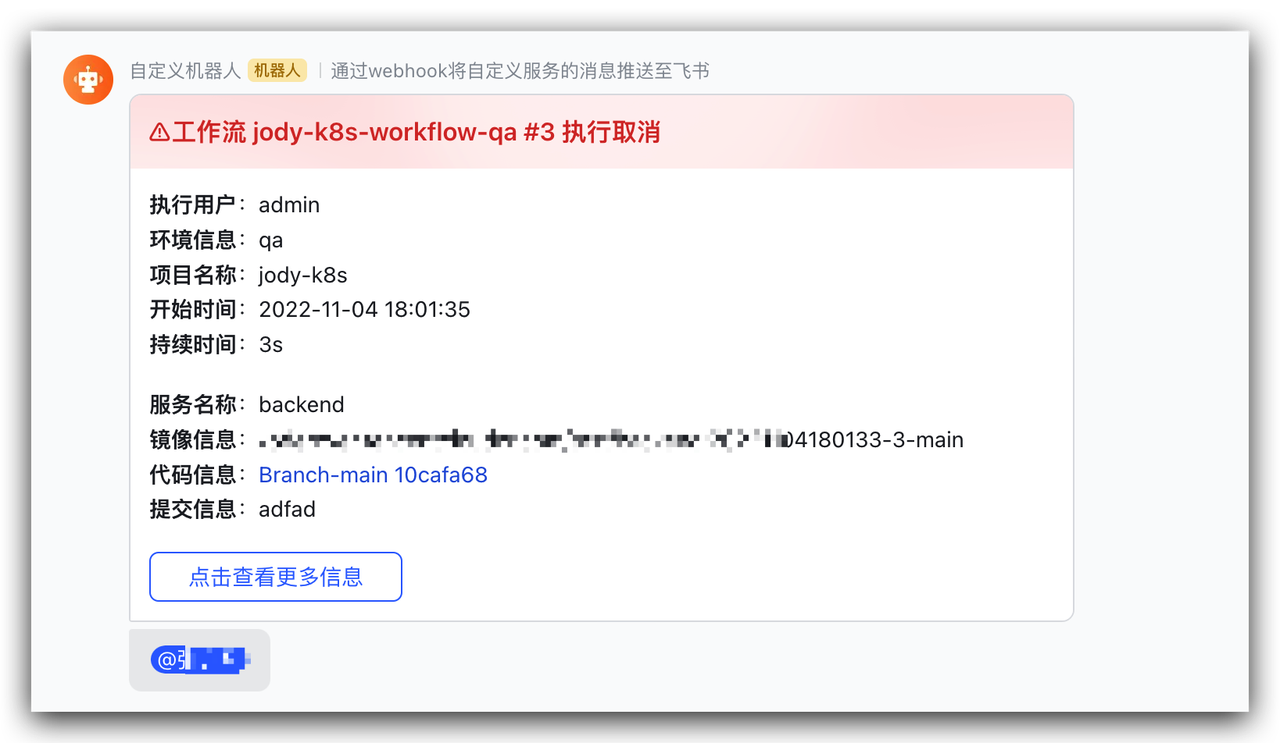 自定义机器人 机器人 | 通过webhook将自定义服务的消息推送至飞书
⚠工作流 jody-k8s-workflow-qa #3 执行取消
执行用户：admin
环境信息：qa
项目名称：jody-k8s
开始时间：2022-11-04 18:01:35
持续时间：3s
服务名称：backend
镜像信息：04180133-3-main
代码信息：Branch-main 10cafa68
提交信息：adfad
点击查看更多信息
@